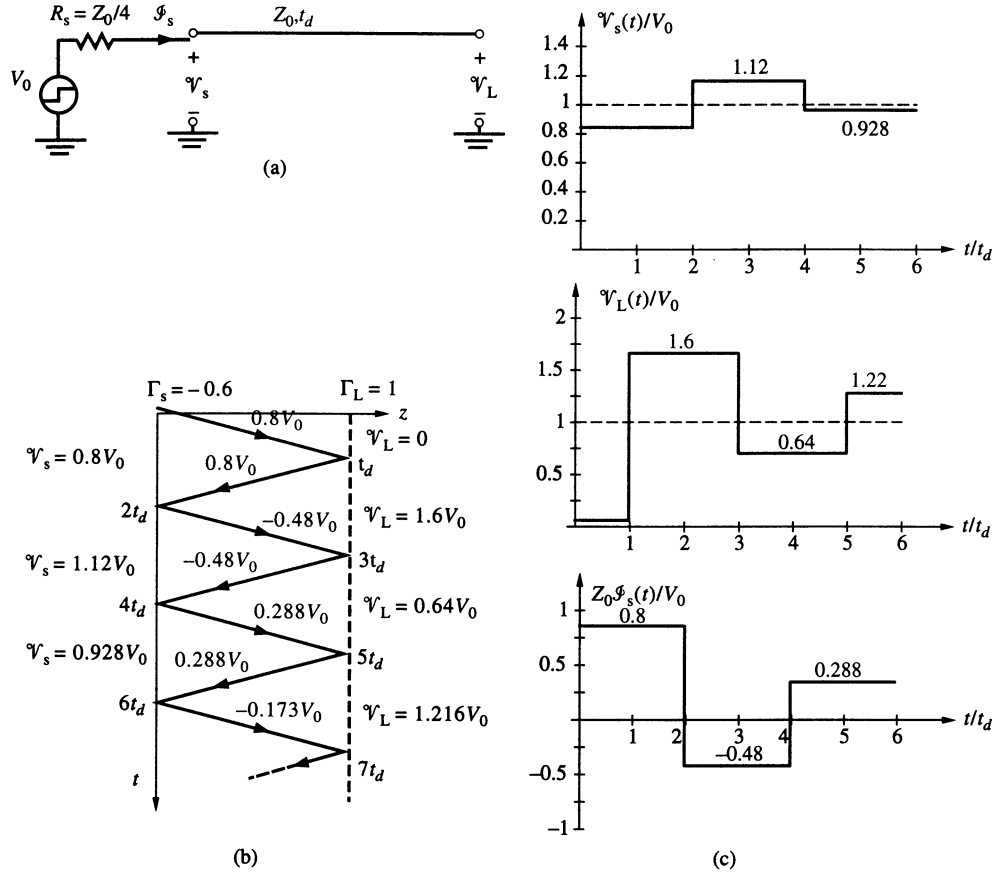 R_s = Z_0/4
𝒥_s
Z_0, t_d
V_0
+
𝒱_s
–
+
𝒱_L
–
(a)
Γ_s = – 0.6
Γ_L = 1
z
0.8V_0
𝒱_L = 0
𝒱_s = 0.8V_0
0.8V_0
t_d
2t_d
–0.48V_0
𝒱_L = 1.6V_0
𝒱_s = 1.12V_0
–0.48V_0
3t_d
4t_d
0.288V_0
𝒱_L = 0.64V_0
𝒱_s = 0.928V_0
0.288V_0
5t_d
6t_d
–0.173V_0
𝒱_L = 1.216V_0
7t_d
t
(b)
𝒱_s(t)/V_0
1.4
1.2
1.12
1
0.8
0.928
0.6
0.4
0.2
1 2 3 4 5 6 t/t_d
𝒱_L(t)/V_0
2
1.6
1.5
1.22
1
0.64
0.5
1 2 3 4 5 6 t/t_d
Z_0𝒥_s(t)/V_0
1
0.8
0.5
0.288
1 2 3 4 5 6 t/t_d
–0.48
–0.5
–1
(c)